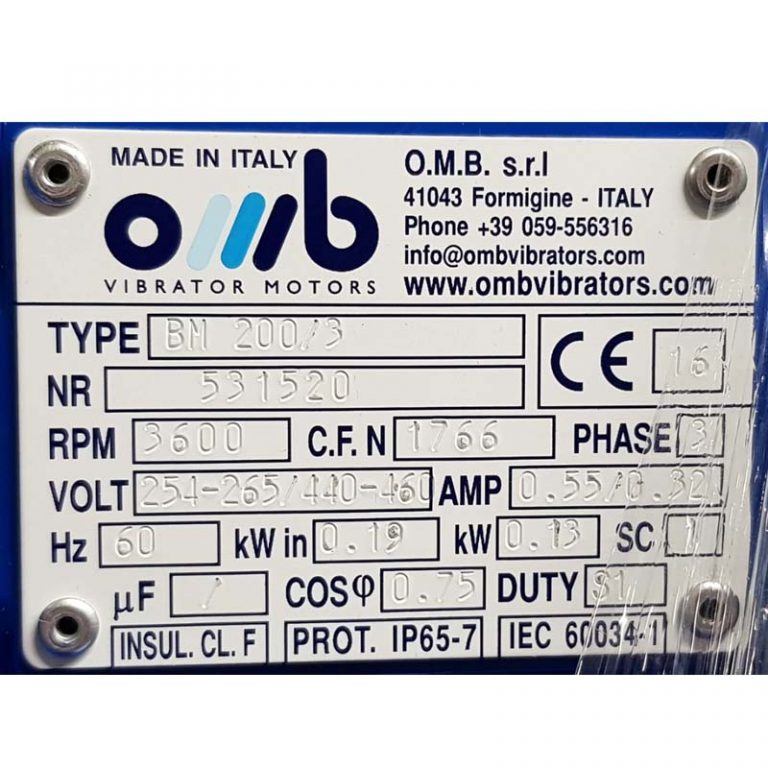 MADE IN ITALY
omb
VIBRATOR MOTORS
O.M.B. s.r.l
41043 Formigine - ITALY
Phone +39 059-556316
info@ombvibrators.com
www.ombvibrators.com
TYPE BM 200/3
CE 16
NR 531520
RPM 3600 C.F. N 1766 PHASE 3
VOLT 254-265/440-460 AMP 0.55/0.32
Hz 60 kW in 0.19 kW 0.13 SC 1
µF / COSφ 0.75 DUTY S1
INSUL. CL. F PROT. IP65-7 IEC 60034-1